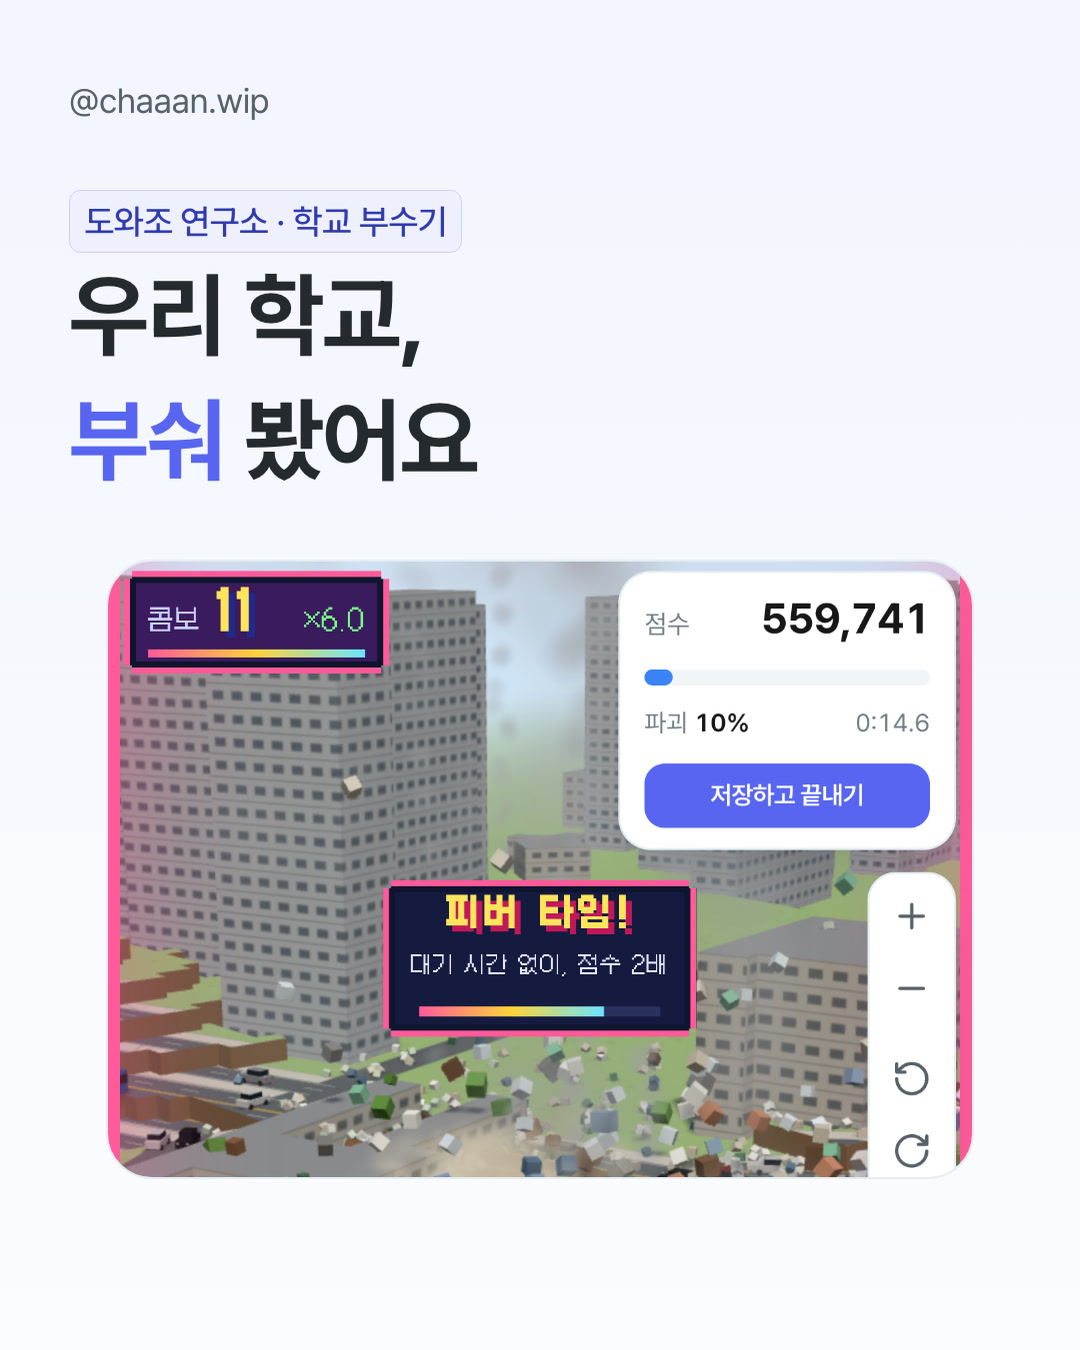 @chaaan.wip
도와조 연구소 · 학교 부수기
우리 학교,
부숴 봤어요
콤보 11 ×6.0
점수 559,741
파괴 10% 0:14.6
저장하고 끝내기
피버 타임!
대기 시간 없이, 점수 2배